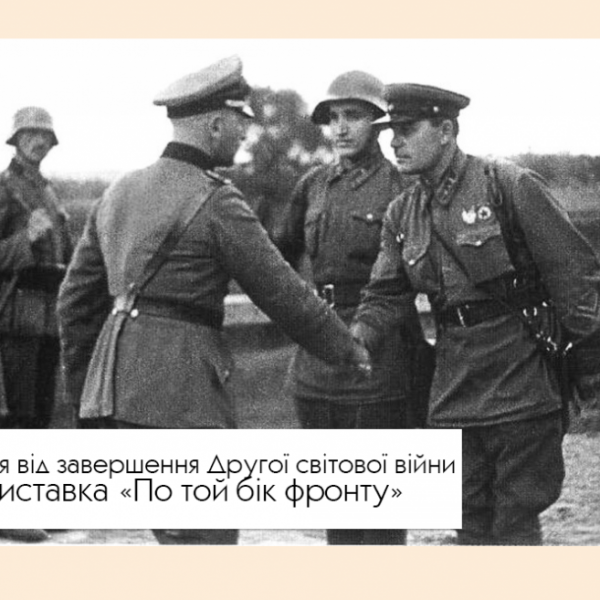 я від завершення Другої світової війни
иставка «По той бік фронту»